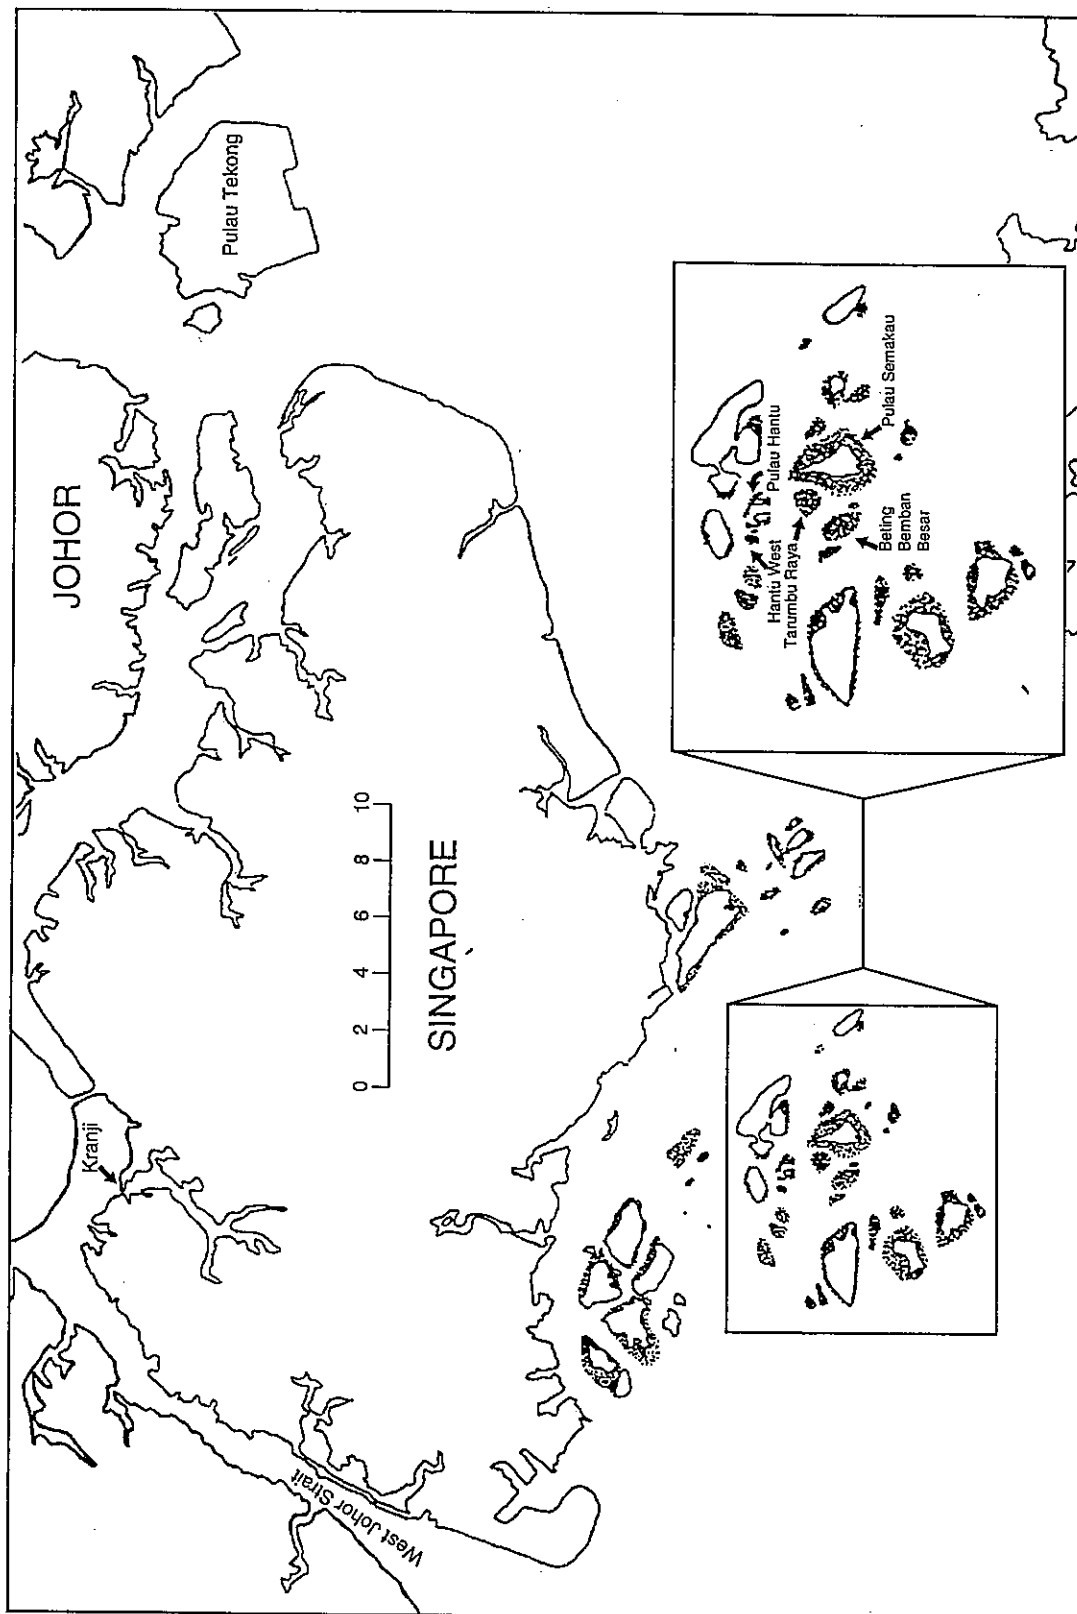 JOHOR
Pulau Tekong
Kranji
0 2 4 6 8 10
SINGAPORE
West Johor Strait
Hantu West
Tarumbu Raya
Pulau Hantu
Beting
Bemban
Besar
Pulau Semakau